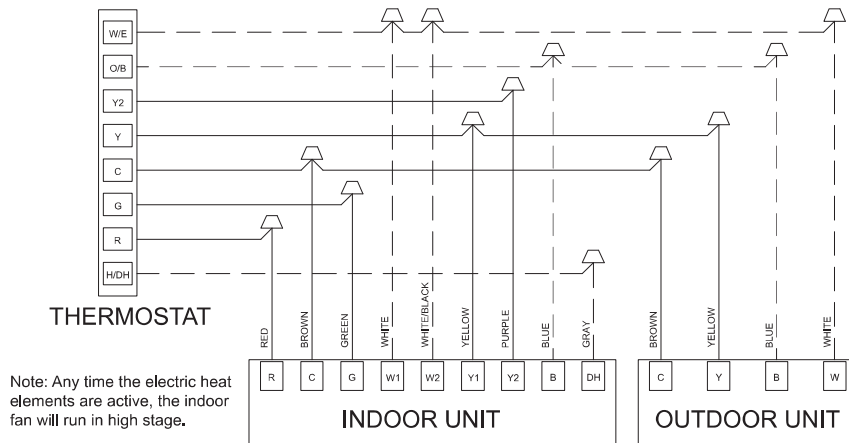 W/E
O/B
Y2
Y
C
G
R
H/DH
THERMOSTAT
RED
BROWN
GREEN
WHITE
WHITE/BLACK
YELLOW
PURPLE
BLUE
GRAY
BROWN
YELLOW
BLUE
WHITE
Note: Any time the electric heat
elements are active, the indoor
fan will run in high stage.
R C G W1 W2 Y1 Y2 B DH
INDOOR UNIT
C Y B W
OUTDOOR UNIT